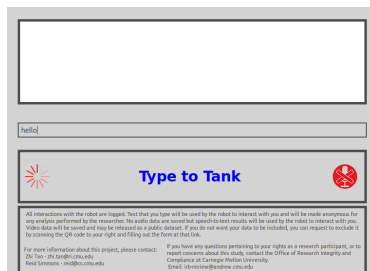 hello
Type to Tank
All interactions with the robot are logged. Text that you type will be used by the robot to interact with you and will be made anonymous for
any analysis performed by the researcher. No audio data are saved but speech-to-text results will be used by the robot to interact with you.
Video data will be saved and may be released as a public dataset. If you do not want your data to be included, you can request to exclude it
by scanning the QR code to your right and filling out the form at that link.
For more information about this project, please contact:
Zhi Tan - zhi.tan@ri.cmu.edu
Reid Simmons - reid@cs.cmu.edu
If you have any questions pertaining to your rights as a research participant, or to
report concerns about this study, contact the Office of Research Integrity and
Compliance at Carnegie Mellon University.
Email: irb-review@andrew.cmu.edu